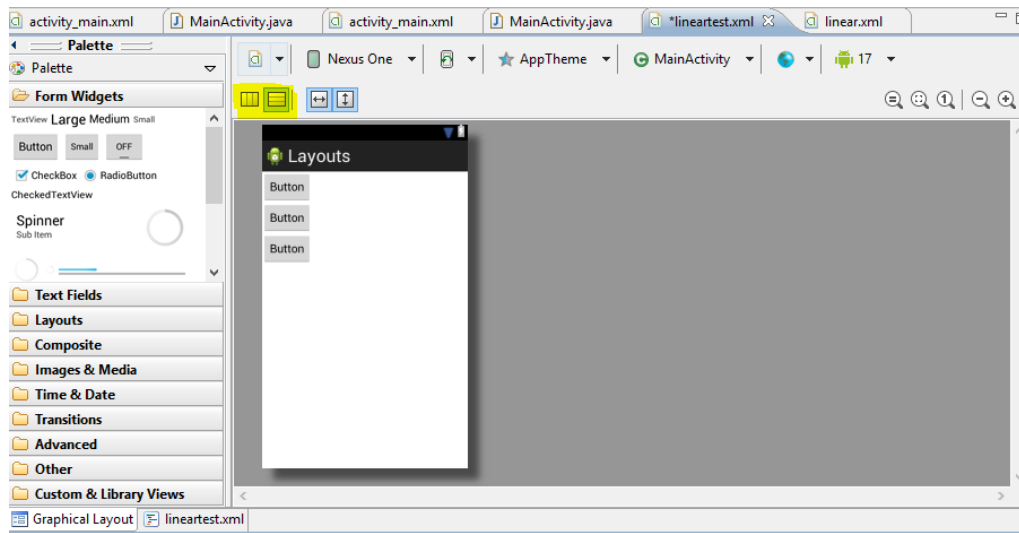 activity_main.xml MainActivity.java activity_main.xml MainActivity.java *lineartest.xml linear.xml
Palette
Palette
Nexus One AppTheme MainActivity 17
Form Widgets
TextView Large Medium Small
Button Small OFF
CheckBox RadioButton
CheckedTextView
Spinner
Sub Item
Text Fields
Layouts
Composite
Images & Media
Time & Date
Transitions
Advanced
Other
Custom & Library Views
1
Layouts
Button
Button
Button
Graphical Layout lineartest.xml